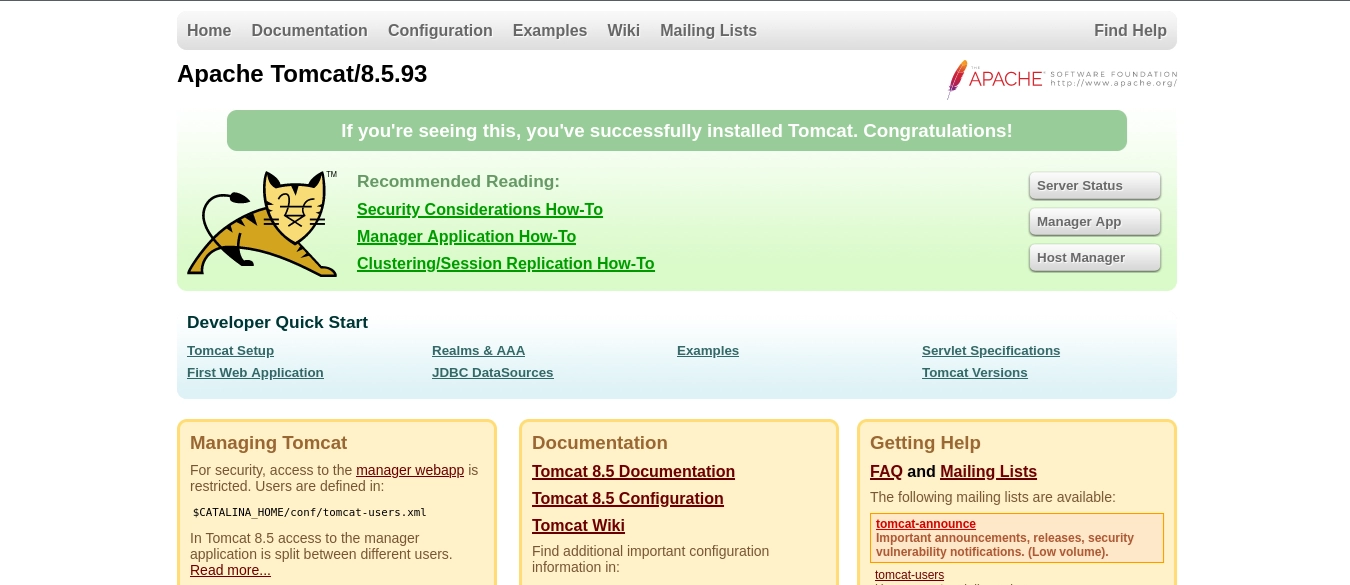 Home Documentation Configuration Examples Wiki Mailing Lists Find Help
Apache Tomcat/8.5.93
THE APACHE SOFTWARE FOUNDATION
http://www.apache.org/
If you're seeing this, you've successfully installed Tomcat. Congratulations!
TM
Recommended Reading:
Security Considerations How-To
Manager Application How-To
Clustering/Session Replication How-To
Server Status
Manager App
Host Manager
Developer Quick Start
Tomcat Setup
First Web Application
Realms & AAA
JDBC DataSources
Examples
Servlet Specifications
Tomcat Versions
Managing Tomcat
For security, access to the manager webapp is
restricted. Users are defined in:
$CATALINA_HOME/conf/tomcat-users.xml
In Tomcat 8.5 access to the manager
application is split between different users.
Read more...
Documentation
Tomcat 8.5 Documentation
Tomcat 8.5 Configuration
Tomcat Wiki
Find additional important configuration
information in:
Getting Help
FAQ and Mailing Lists
The following mailing lists are available:
tomcat-announce
Important announcements, releases, security
vulnerability notifications. (Low volume).
tomcat-users